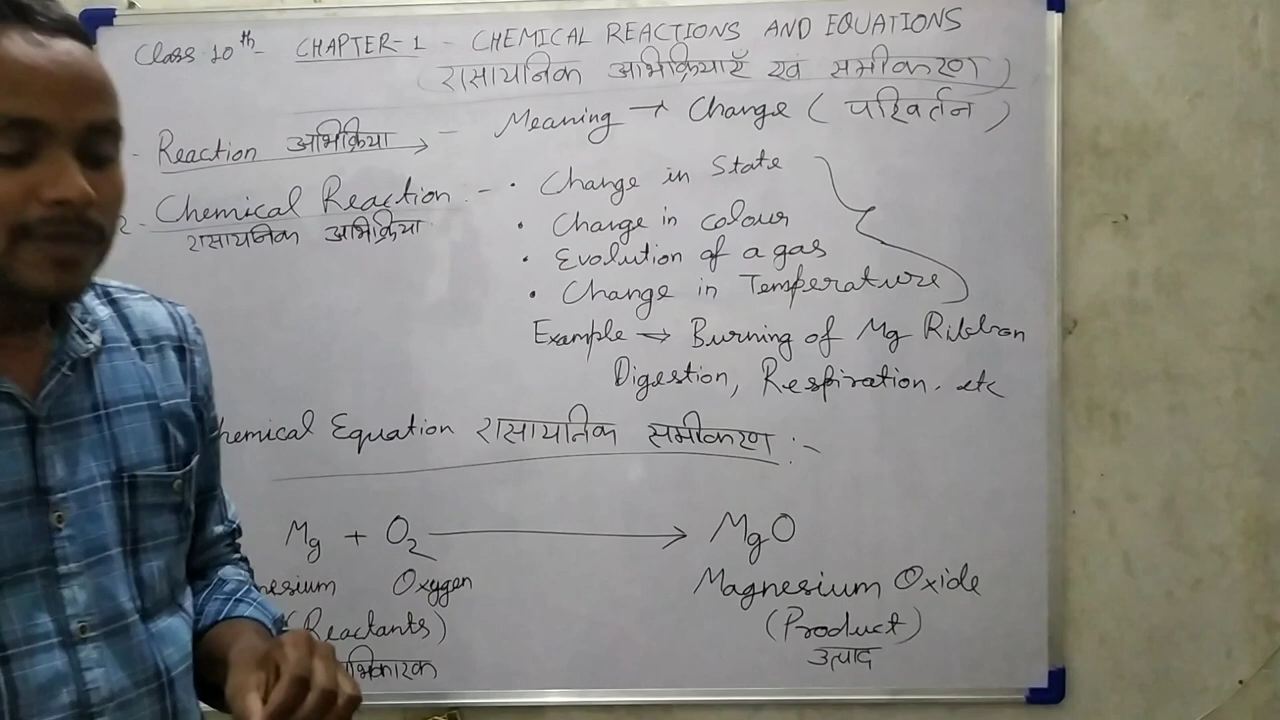 Class 10th- CHAPTER-1 - CHEMICAL REACTIONS AND EQUATIONS
(रासायनिक अभिक्रियाएँ एवं समीकरण)
- Reaction अभिक्रिया → - Meaning → Change (परिवर्तन)
2- Chemical Reaction :- • Change in State
रासायनिक अभिक्रिया
• Change in colour
• Evolution of a gas
• Change in Temperature
Example → Burning of Mg Ribbon
Digestion, Respiration. etc
hemical Equation रासायनिक समीकरण :-
Mg + O2 → MgO
nesium Oxygen Magnesium Oxide
(Reactants) (Product)
भिकारक उत्पाद